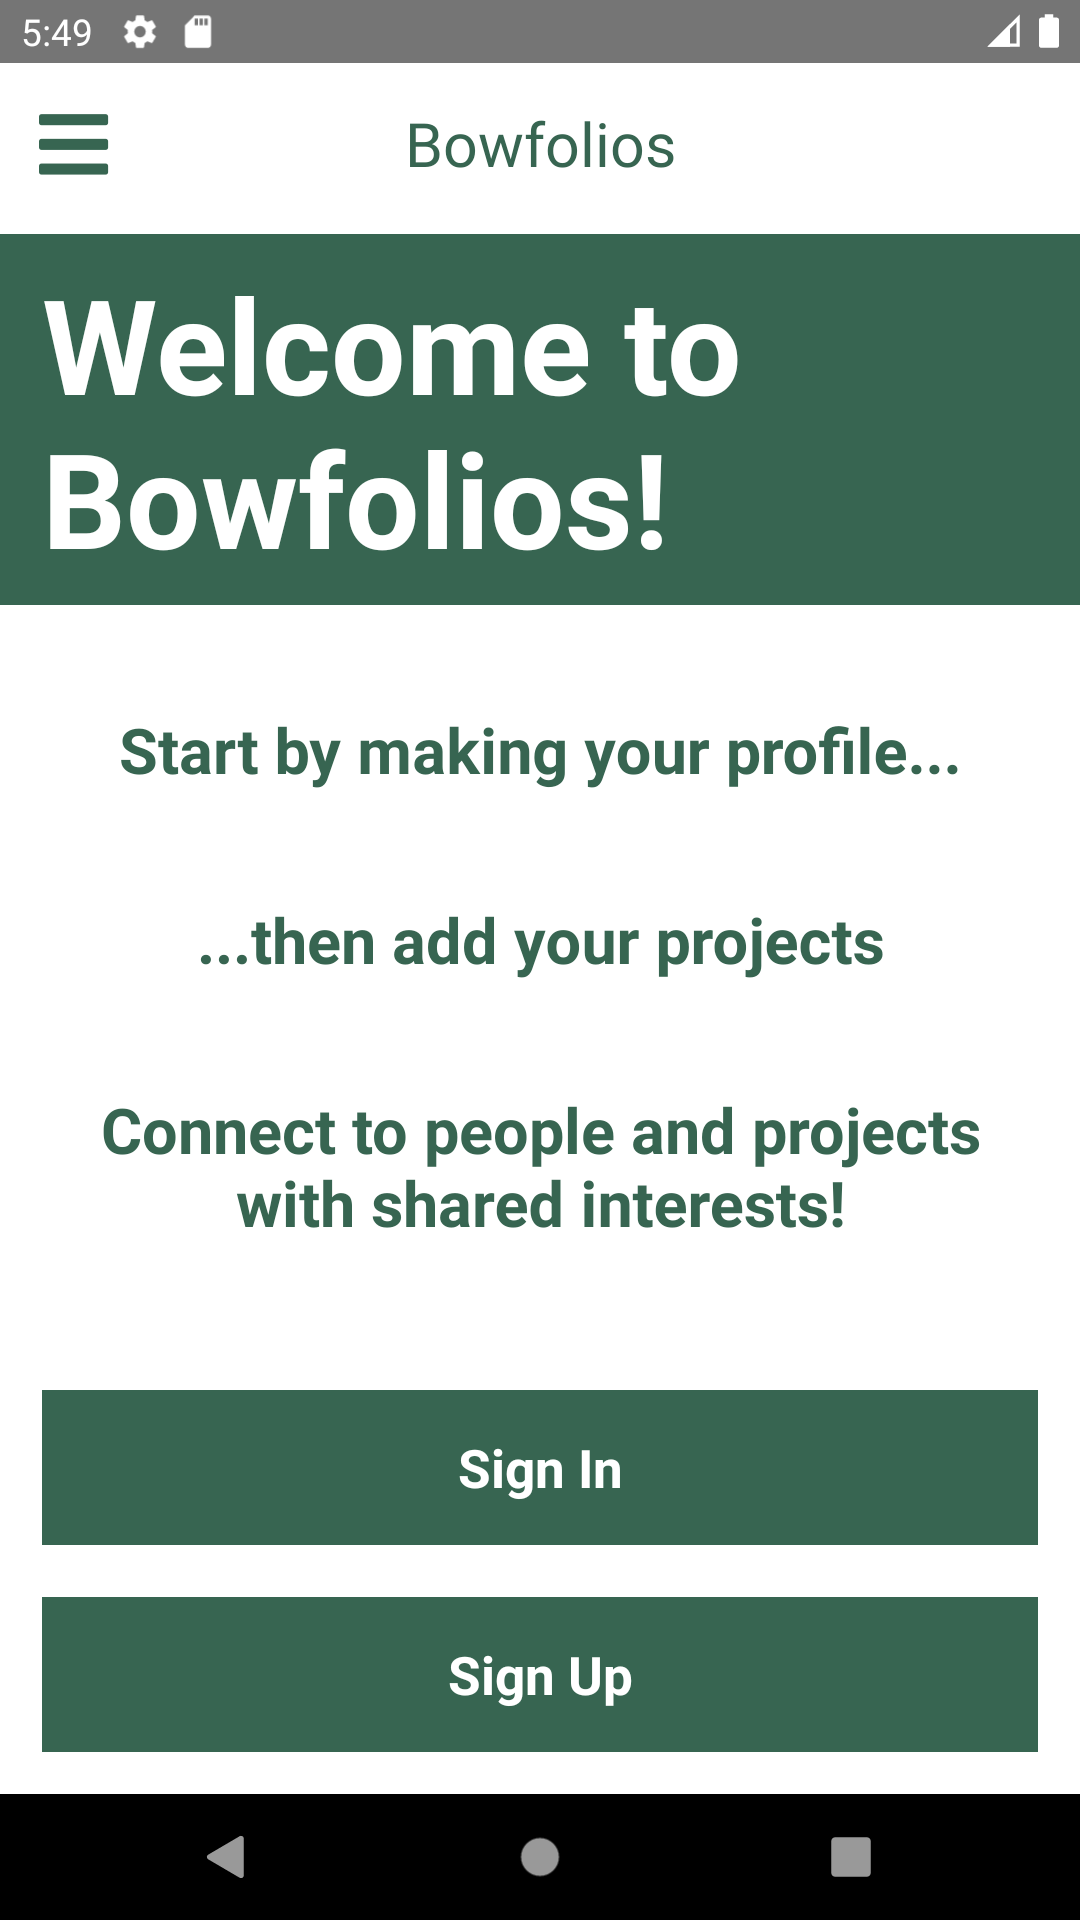 5:49
Bowfolios
Welcome to
Bowfolios!
Start by making your profile...
...then add your projects
Connect to people and projects
with shared interests!
Sign In
Sign Up